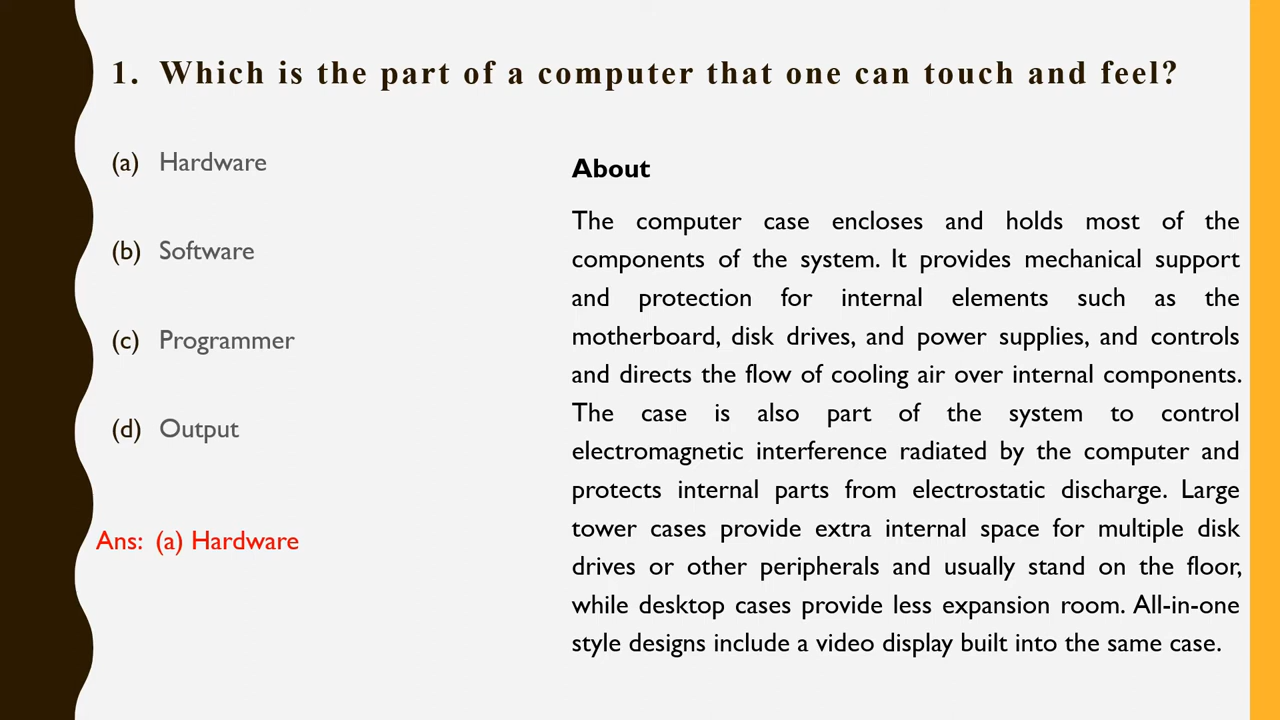 1. Which is the part of a computer that one can touch and feel?
(a) Hardware
(b) Software
(c) Programmer
(d) Output
Ans: (a) Hardware
About
The computer case encloses and holds most of the
components of the system. It provides mechanical support
and protection for internal elements such as the
motherboard, disk drives, and power supplies, and controls
and directs the flow of cooling air over internal components.
The case is also part of the system to control
electromagnetic interference radiated by the computer and
protects internal parts from electrostatic discharge. Large
tower cases provide extra internal space for multiple disk
drives or other peripherals and usually stand on the floor,
while desktop cases provide less expansion room. All-in-one
style designs include a video display built into the same case.